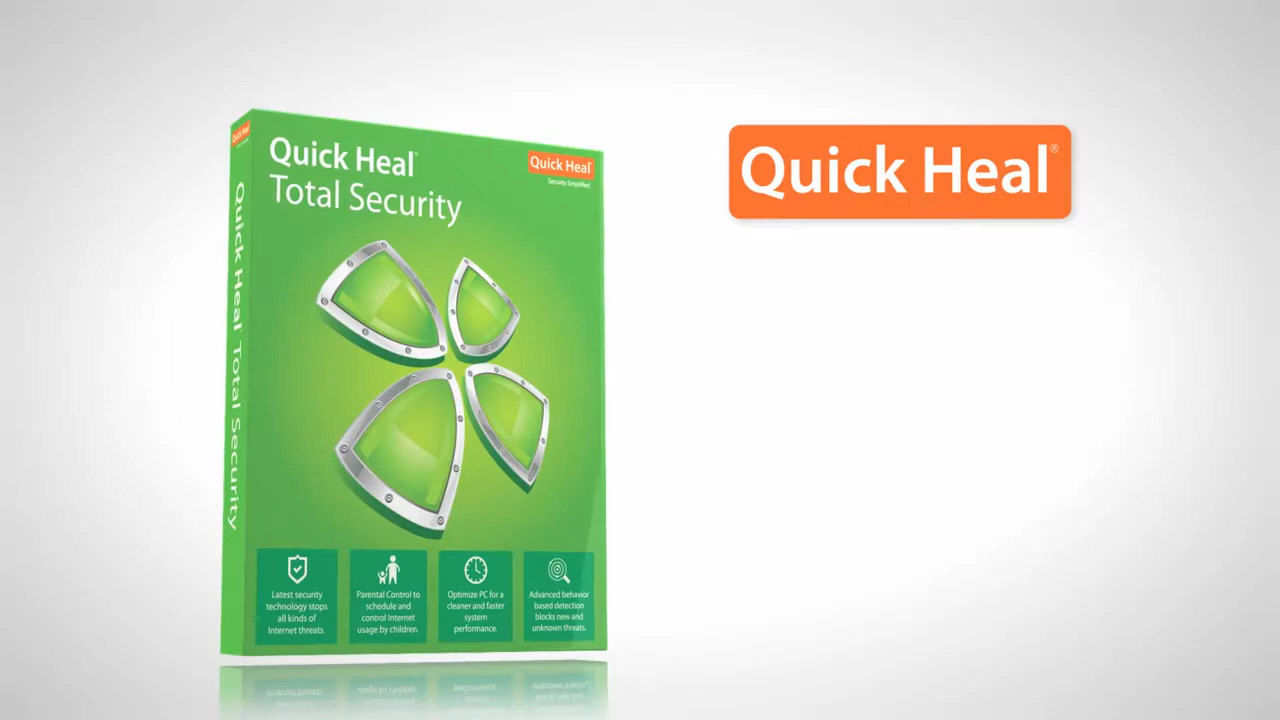 Quick Heal®
Total Security
Quick Heal
Security Simplified
Quick Heal® Total Security
Quick Heal
Latest security
technology stops
all kinds of
Internet threats.
Parental Control to
schedule and
control Internet
usage by children.
Optimize PC for a
cleaner and faster
system
performance.
Advanced behavior
based detection
blocks new and
unknown threats.
Quick Heal®